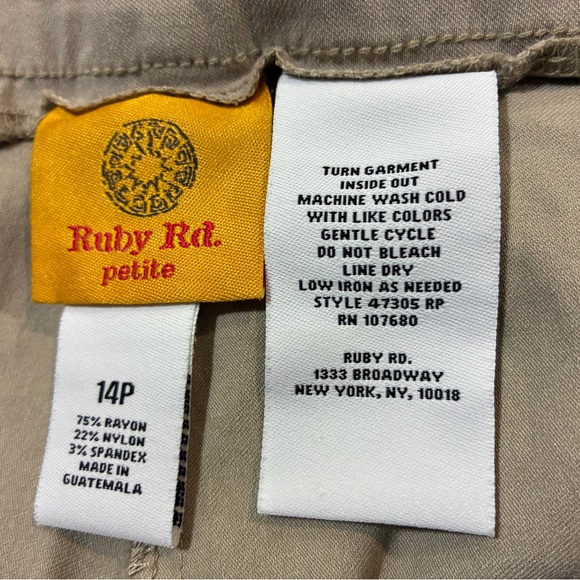 Ruby Rd.
petite
14P
75% RAYON
22% NYLON
3% SPANDEX
MADE IN
GUATEMALA
TURN GARMENT
INSIDE OUT
MACHINE WASH COLD
WITH LIKE COLORS
GENTLE CYCLE
DO NOT BLEACH
LINE DRY
LOW IRON AS NEEDED
STYLE 47305 RP
RN 107680
RUBY RD.
1333 BROADWAY
NEW YORK, NY, 10018